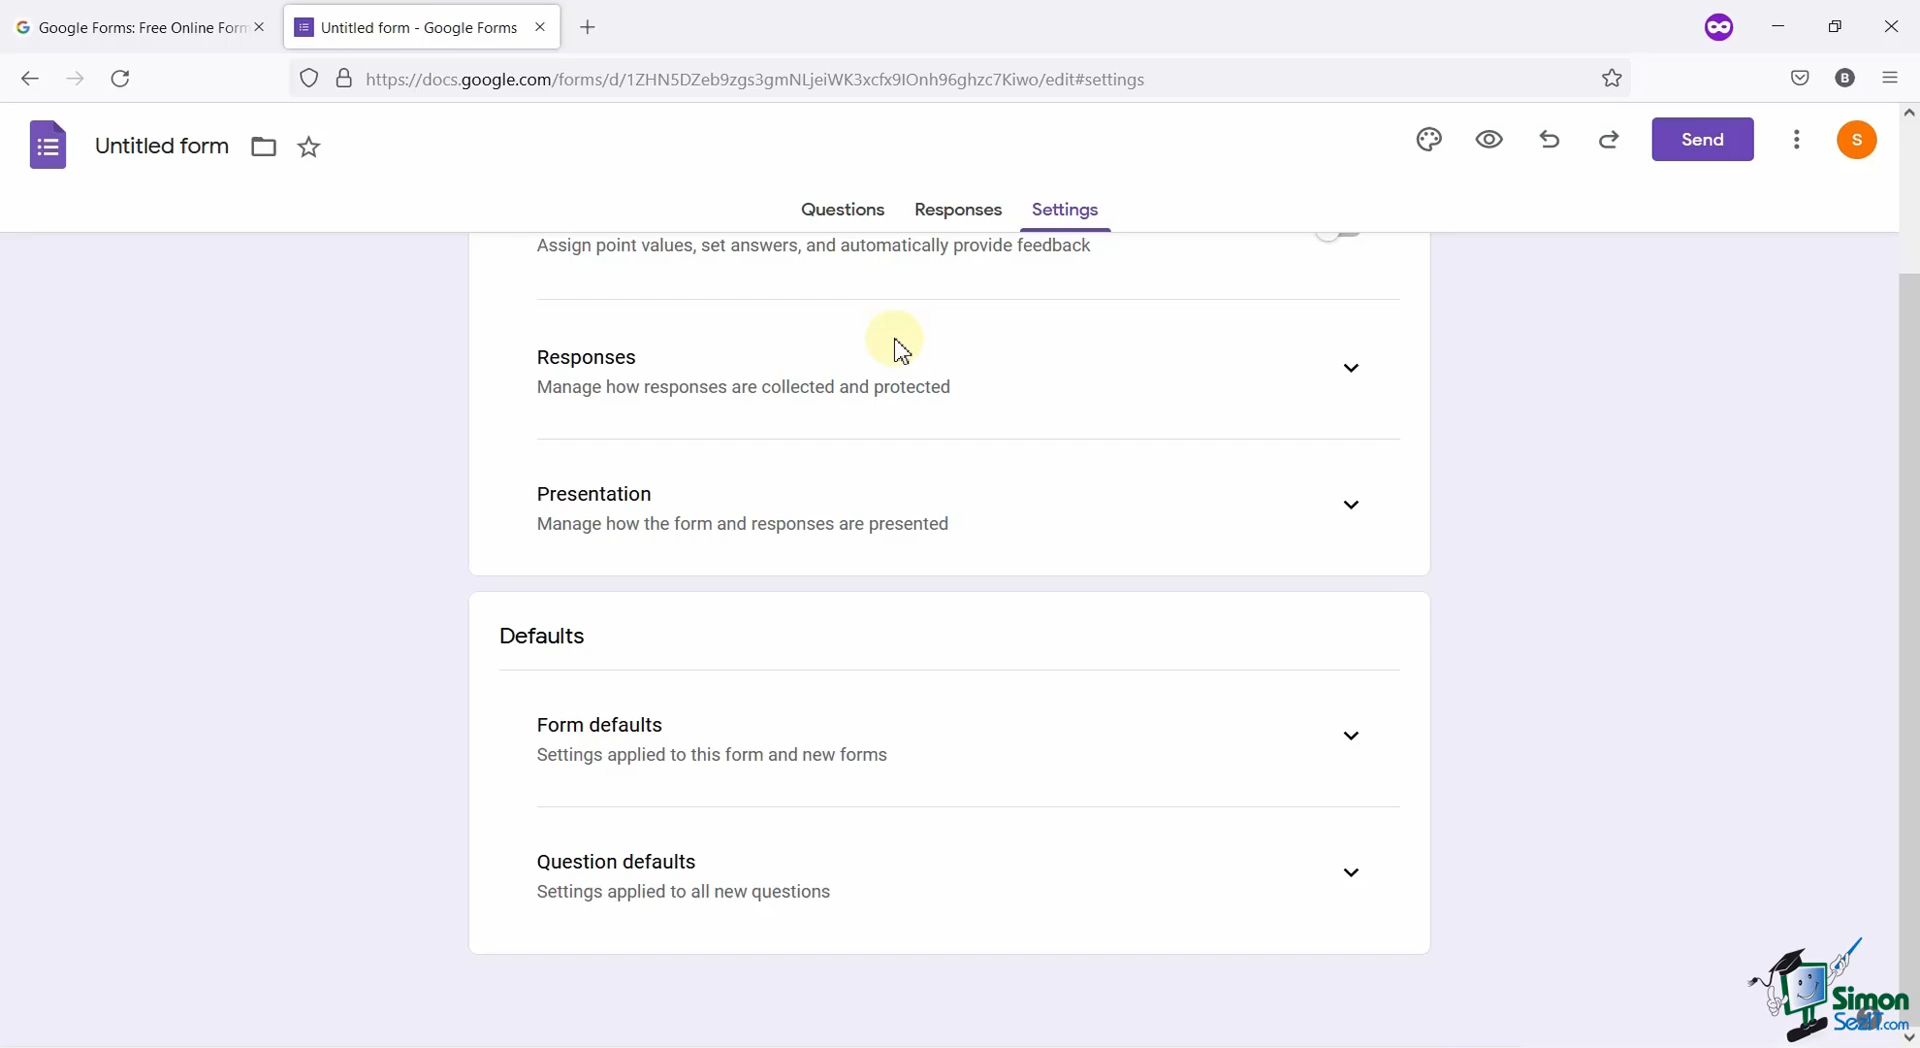 Google Forms: Free Online Form
Untitled form - Google Forms
https://docs.google.com/forms/d/1ZHN5DZeb9zgs3gmNLjeiWK3xcfx9IOnh96ghzc7Kiwo/edit#settings
B
Untitled form
Send
S
Questions
Responses
Settings
Assign point values, set answers, and automatically provide feedback
Responses
Manage how responses are collected and protected
Presentation
Manage how the form and responses are presented
Defaults
Form defaults
Settings applied to this form and new forms
Question defaults
Settings applied to all new questions
Simon
SezIT.com